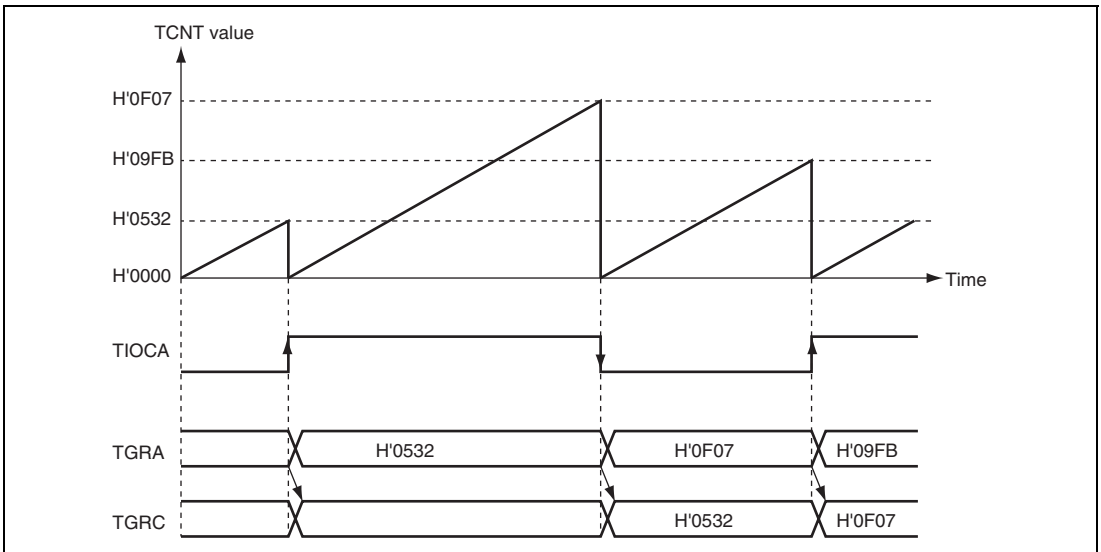 TCNT value
H'0F07
H'09FB
H'0532
H'0000
Time
TIOCA
TGRA
H'0532
H'0F07
H'09FB
TGRC
H'0532
H'0F07